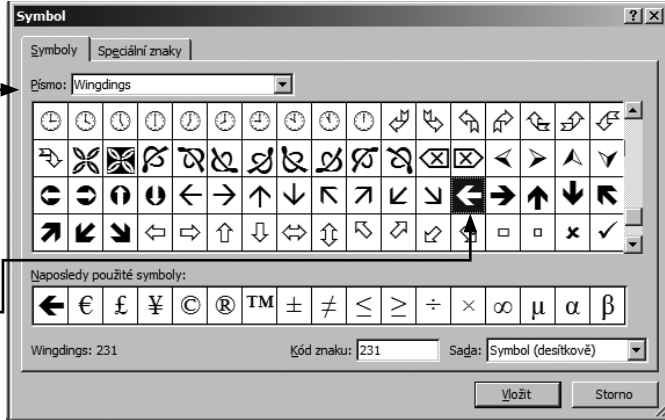 Symbol
Symboly Speciální znaky
Písmo: Wingdings
Naposledy použité symboly:
€ £ ¥ © ® TM ± ≠ ≤ ≥ ÷ × ∞ µ α β
Wingdings: 231 Kód znaku: 231 Sada: Symbol (desítkově)
Vložit Storno